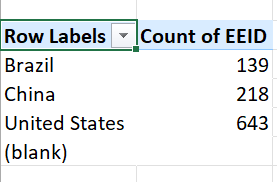 Row Labels Count of EEID
Brazil 139
China 218
United States 643
(blank)